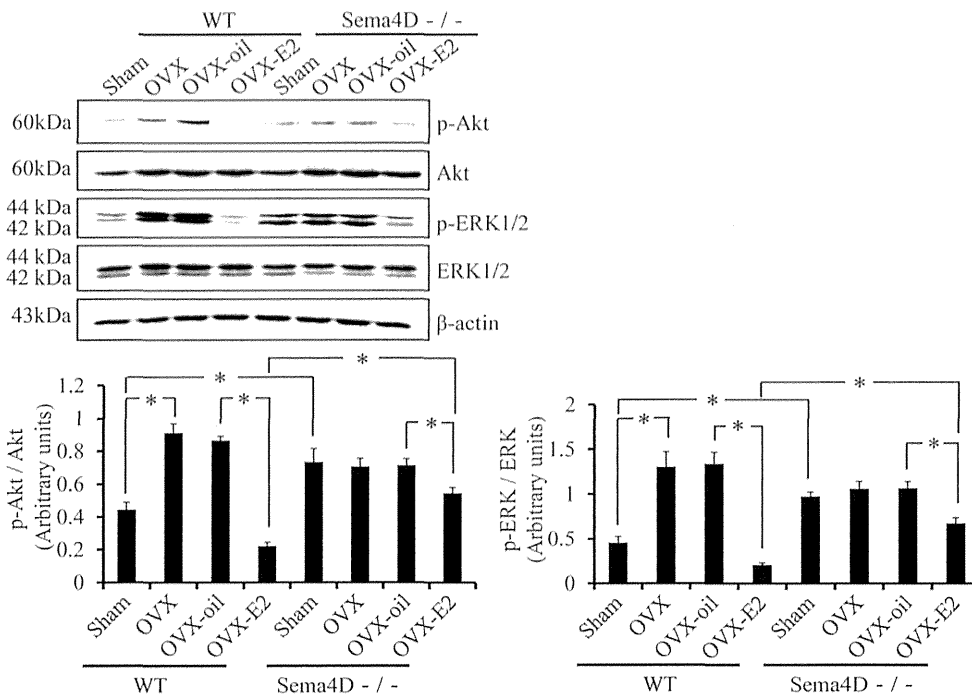 WT Sema4D - / -
Sham OVX OVX-oil OVX-E2 Sham OVX OVX-oil OVX-E2
60kDa p-Akt
60kDa Akt
44 kDa
42 kDa p-ERK1/2
44 kDa
42 kDa ERK1/2
43kDa β-actin
p-Akt / Akt
(Arbitrary units)
1.2
1
0.8
0.6
0.4
0.2
0
* * * * *
Sham OVX OVX-oil OVX-E2 Sham OVX OVX-oil OVX-E2
WT Sema4D - / -
p-ERK / ERK
(Arbitrary units)
2
1.5
1
0.5
0
* * * * *
Sham OVX OVX-oil OVX-E2 Sham OVX OVX-oil OVX-E2
WT Sema4D - / -